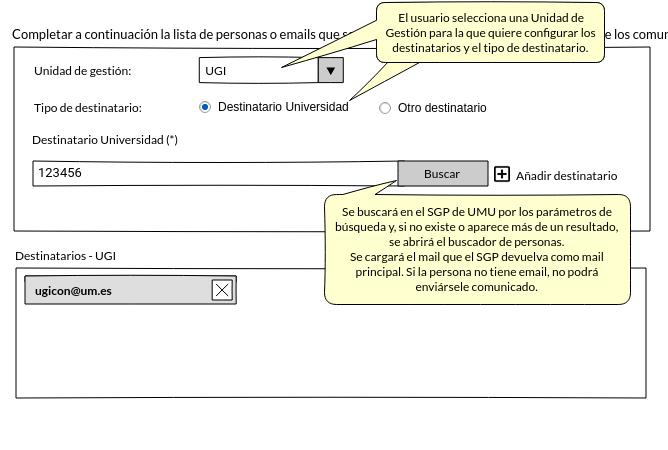 El usuario selecciona una Unidad de
Gestión para la que quiere configurar los
destinatarios y el tipo de destinatario.
Completar a continuación la lista de personas o emails que
e los comu
Unidad de gestión:
UGI
Tipo de destinatario:
Destinatario Universidad
Otro destinatario
Destinatario Universidad (*)
123456
Buscar
Añadir destinatario
Se buscará en el SGP de UMU por los parámetros de
búsqueda y, si no existe o aparece más de un resultado,
se abrirá el buscador de personas.
Se cargará el mail que el SGP devuelva como mail
principal. Si la persona no tiene email, no podrá
enviársele comunicado.
Destinatarios - UGI
ugicon@um.es